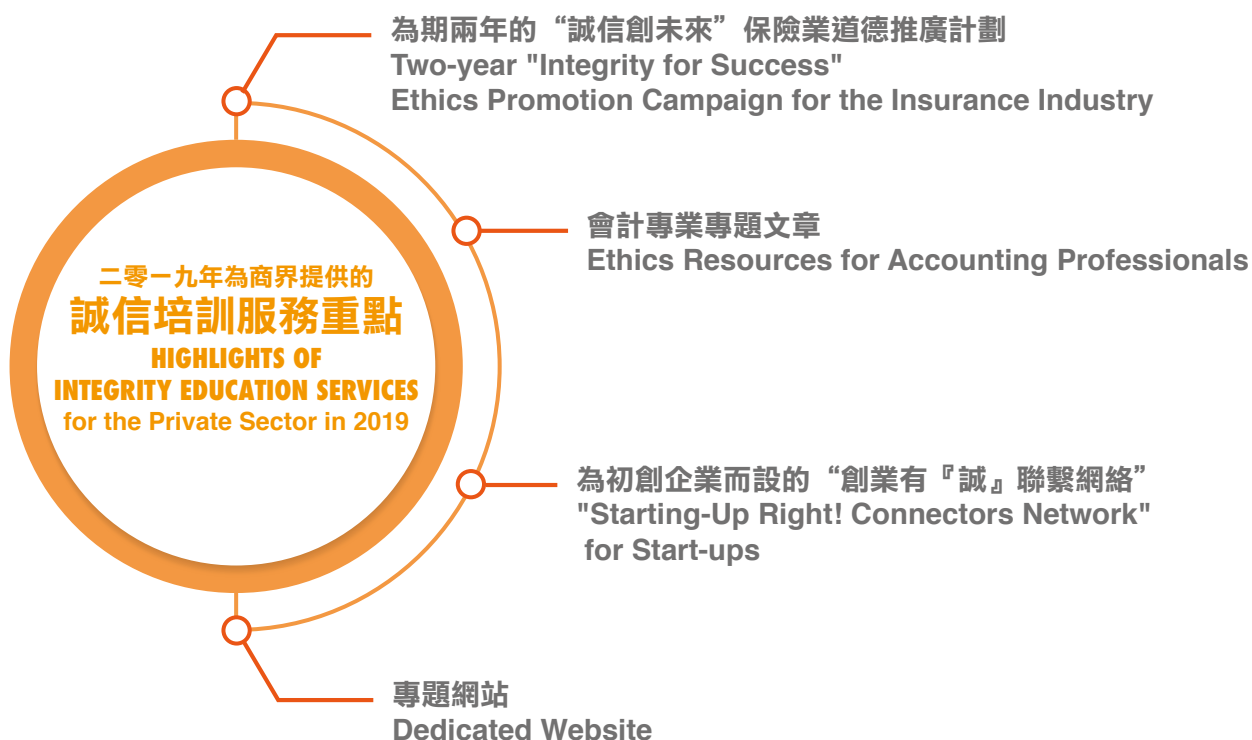 為期兩年的“誠信創未來”保險業道德推廣計劃
Two-year "Integrity for Success"
Ethics Promotion Campaign for the Insurance Industry
會計專業專題文章
Ethics Resources for Accounting Professionals
二零一九年為商界提供的
誠信培訓服務重點
HIGHLIGHTS OF
INTEGRITY EDUCATION SERVICES
for the Private Sector in 2019
為初創企業而設的“創業有『誠』聯繫網絡”
"Starting-Up Right! Connectors Network"
for Start-ups
專題網站
Dedicated Website